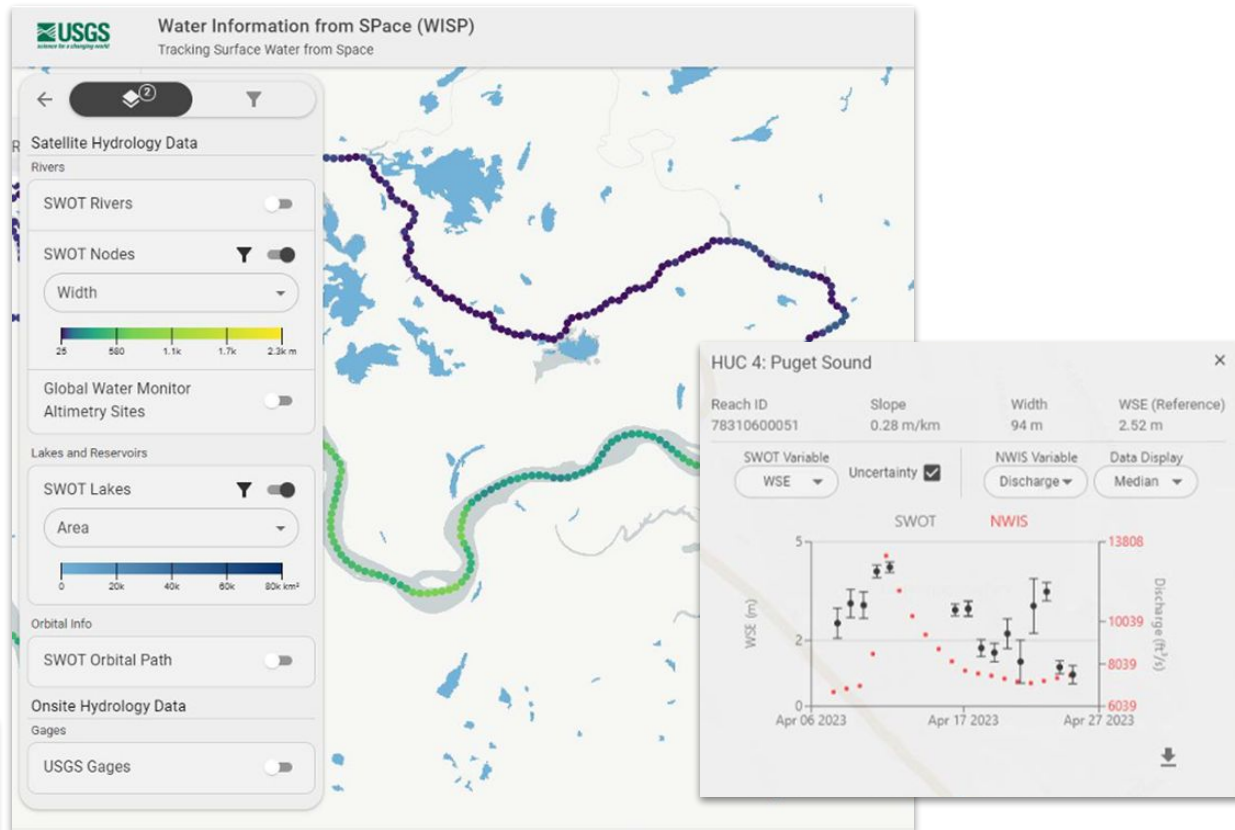 USGS
science for a changing world
Water Information from SPace (WISP)
Tracking Surface Water from Space
2
Satellite Hydrology Data
R
Rivers
SWOT Rivers
SWOT Nodes
Width
25 580 1.1k 1.7k 2.3k m
Global Water Monitor
Altimetry Sites
Lakes and Reservoirs
SWOT Lakes
Area
0 20k 40k 60k 80k km²
Orbital Info
SWOT Orbital Path
Onsite Hydrology Data
Gages
USGS Gages
HUC 4: Puget Sound ×
Reach ID Slope Width WSE (Reference)
78310600051 0.28 m/km 94 m 2.52 m
SWOT Variable NWIS Variable Data Display
WSE Uncertainty Discharge Median
SWOT NWIS
5 13808
WSE (m)
Discharge (ft³/s)
10039
2
8039
0 6039
Apr 06 2023 Apr 17 2023 Apr 27 2023